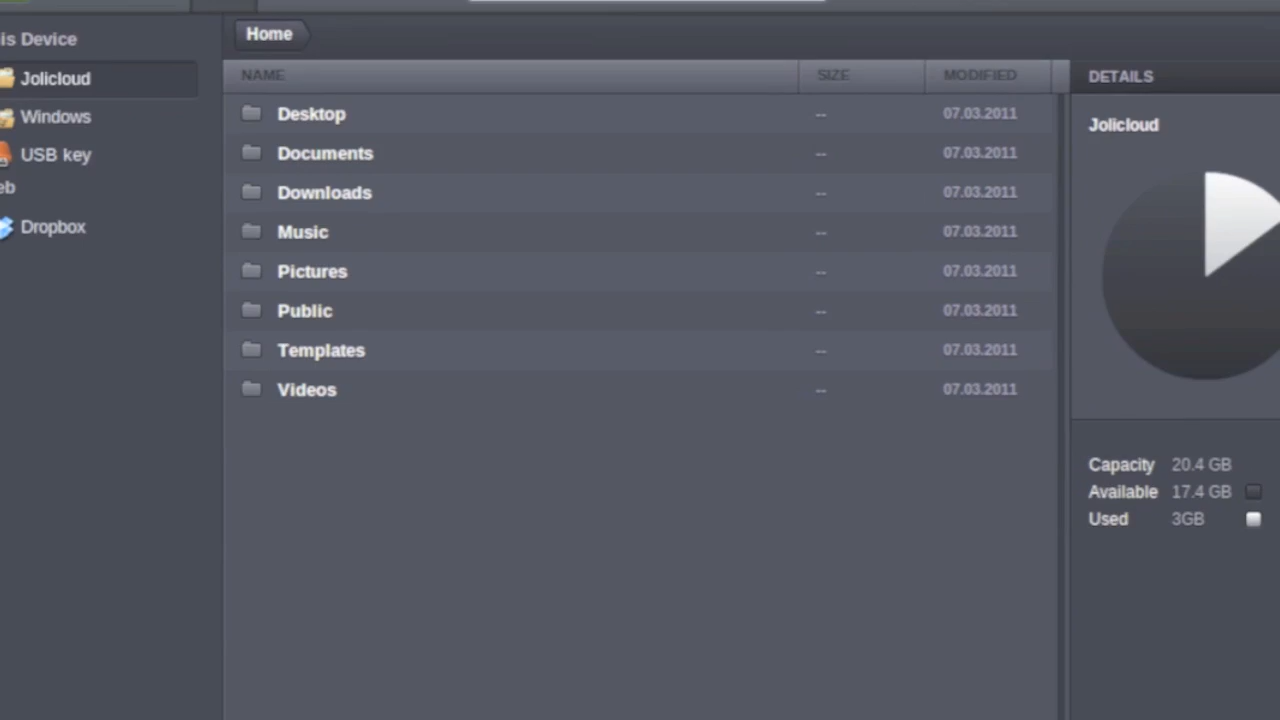 is Device
Jolicloud
Windows
USB key
eb
Dropbox
Home
NAME SIZE MODIFIED
Desktop -- 07.03.2011
Documents -- 07.03.2011
Downloads -- 07.03.2011
Music -- 07.03.2011
Pictures -- 07.03.2011
Public -- 07.03.2011
Templates -- 07.03.2011
Videos -- 07.03.2011
DETAILS
Jolicloud
Capacity 20.4 GB
Available 17.4 GB
Used 3GB